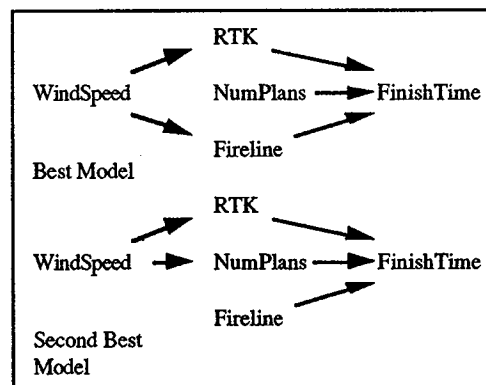 RTK
WindSpeed NumPlans FinishTime
Fireline
Best Model
RTK
WindSpeed NumPlans FinishTime
Fireline
Second Best
Model